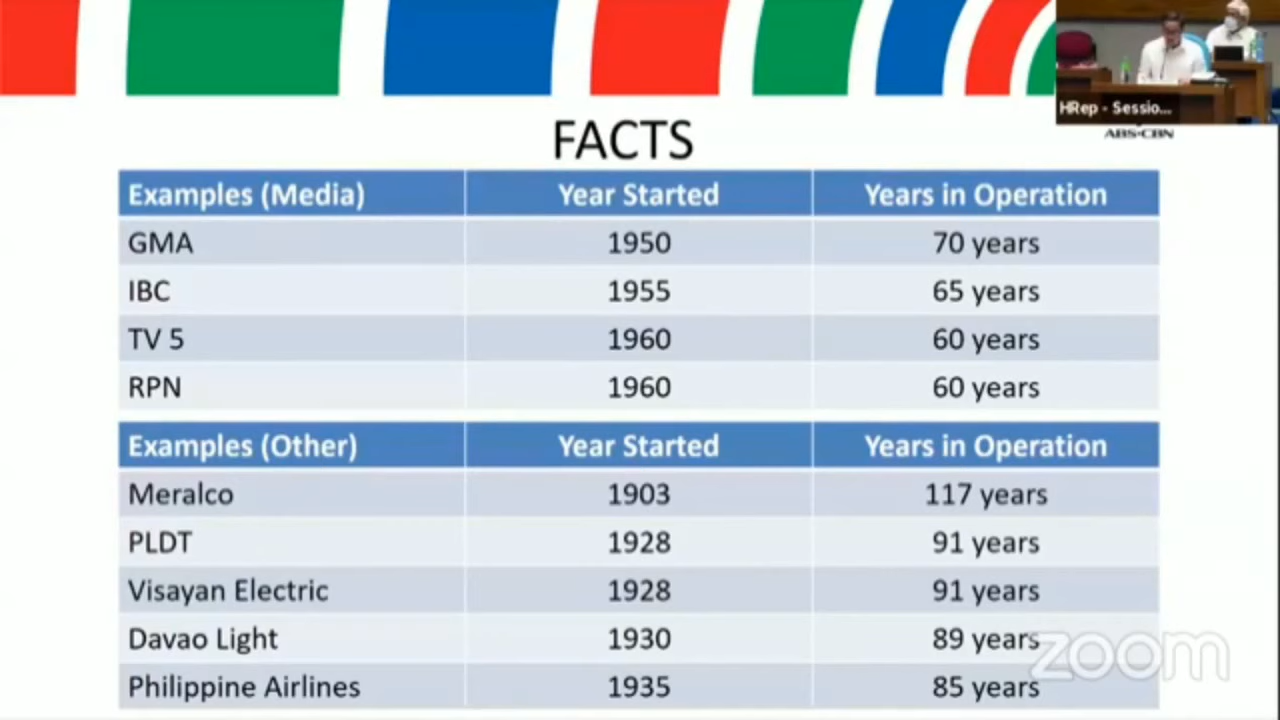 HRep - Sessio...
ABS-CBN
FACTS
Examples (Media) Year Started Years in Operation
GMA 1950 70 years
IBC 1955 65 years
TV 5 1960 60 years
RPN 1960 60 years
Examples (Other) Year Started Years in Operation
Meralco 1903 117 years
PLDT 1928 91 years
Visayan Electric 1928 91 years
Davao Light 1930 89 years
Philippine Airlines 1935 85 years
zoom